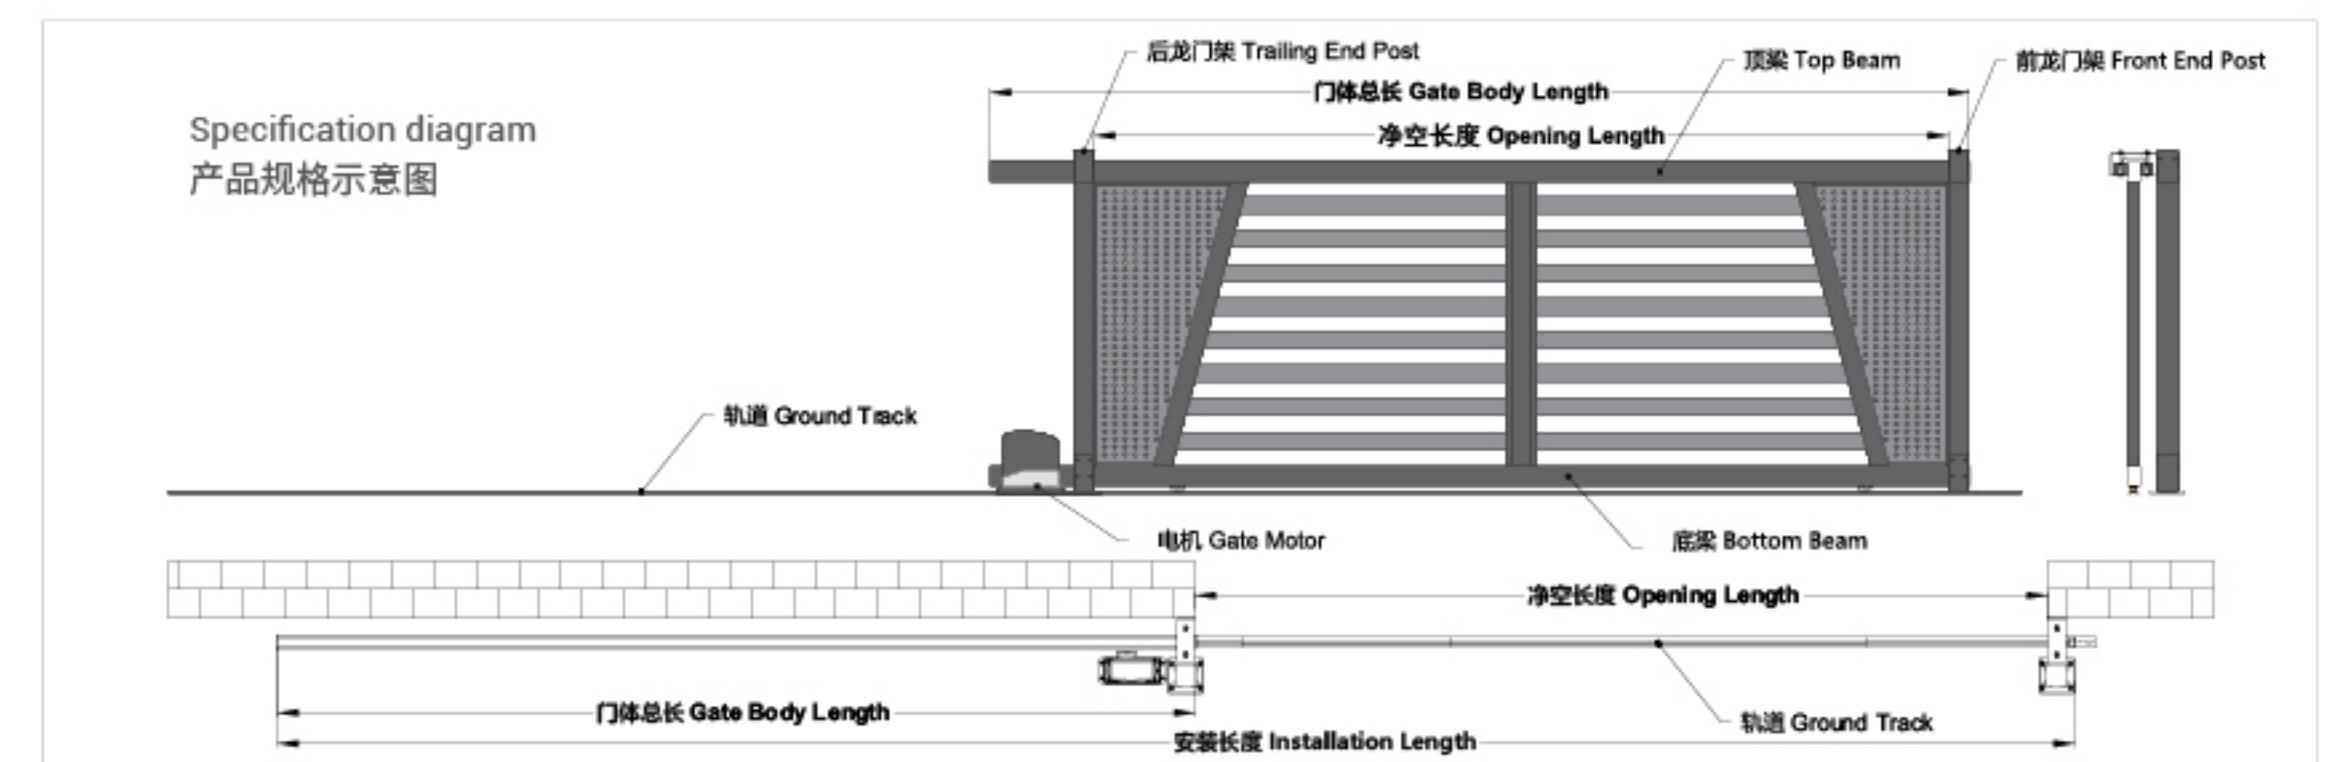 后龙门架 Trailing End Post
顶梁 Top Beam
前龙门架 Front End Post
门体总长 Gate Body Length
Specification diagram
净空长度 Opening Length
产品规格示意图
轨道 Ground Track
电机 Gate Motor
底梁 Bottom Beam
净空长度 Opening Length
门体总长 Gate Body Length
轨道 Ground Track
安装长度 Installation Length